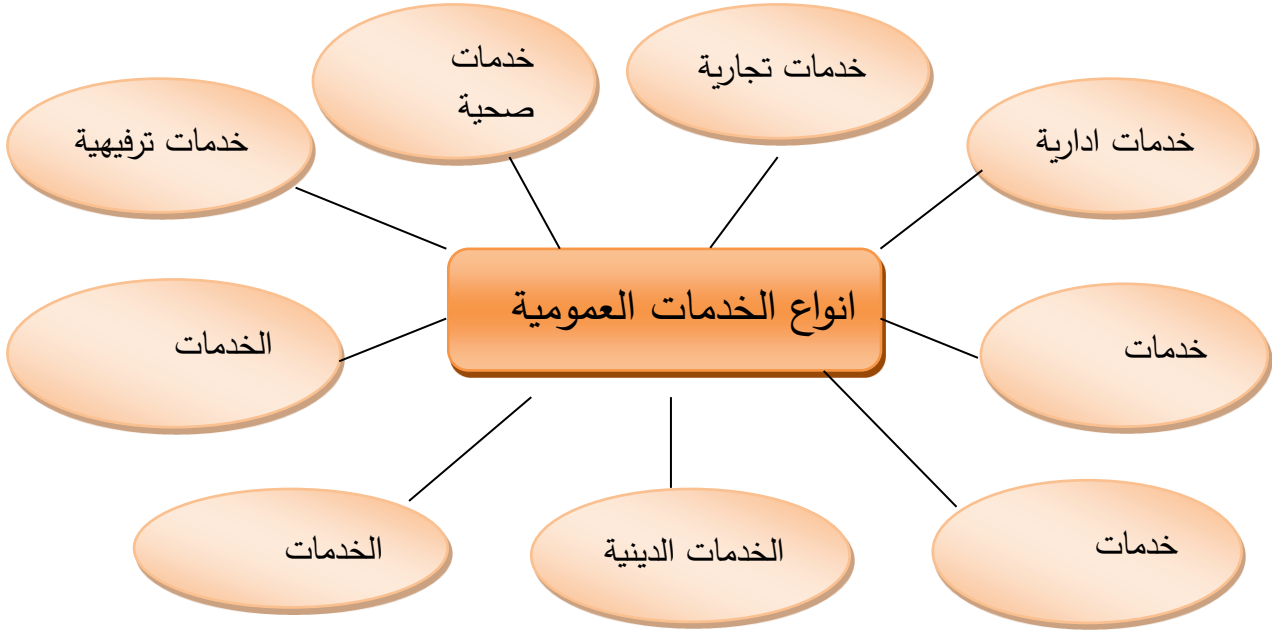 خدمات
صحية
خدمات تجارية
خدمات ترفيهية
خدمات ادارية
انواع الخدمات العمومية
الخدمات
خدمات
الخدمات
الخدمات الدينية
خدمات